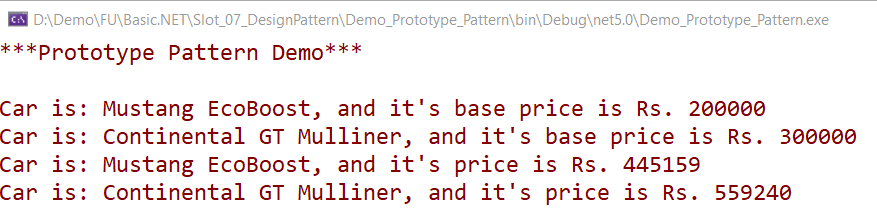 D:\Demo\FU\Basic.NET\Slot_07_DesignPattern\Demo_Prototype_Pattern\bin\Debug\net5.0\Demo_Prototype_Pattern.exe
***Prototype Pattern Demo***
Car is: Mustang EcoBoost, and it's base price is Rs. 200000
Car is: Continental GT Mulliner, and it's base price is Rs. 300000
Car is: Mustang EcoBoost, and it's price is Rs. 445159
Car is: Continental GT Mulliner, and it's price is Rs. 559240